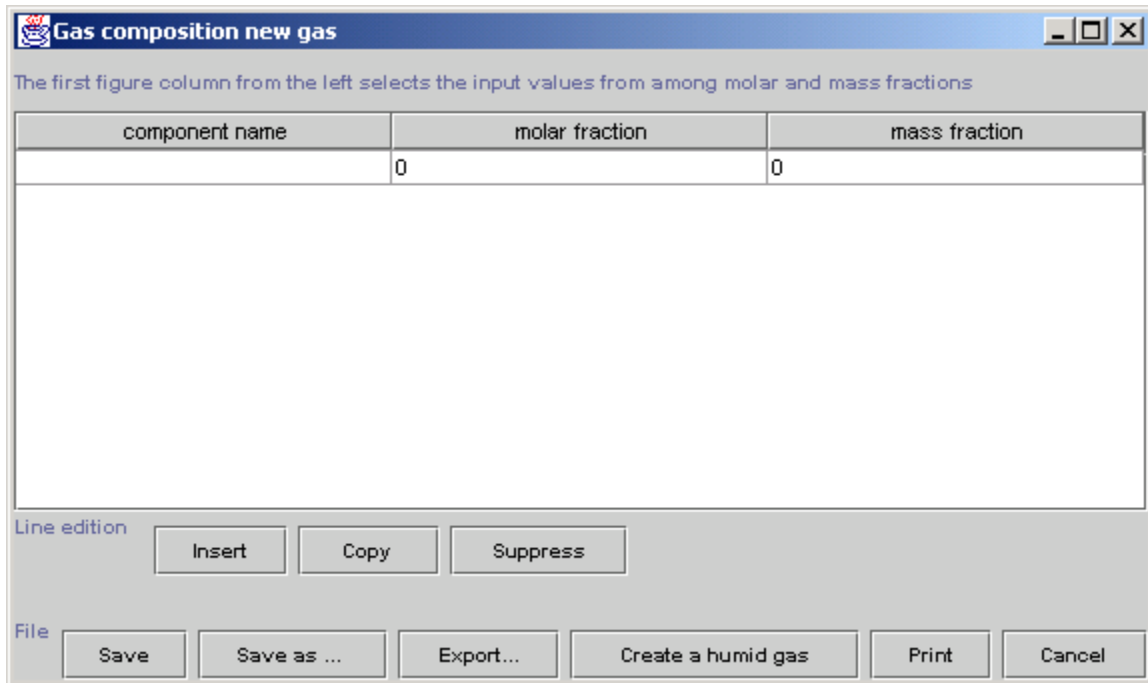 Gas composition new gas
The first figure column from the left selects the input values from among molar and mass fractions
component name molar fraction mass fraction
0 0
Line edition Insert Copy Suppress
File Save Save as ... Export... Create a humid gas Print Cancel